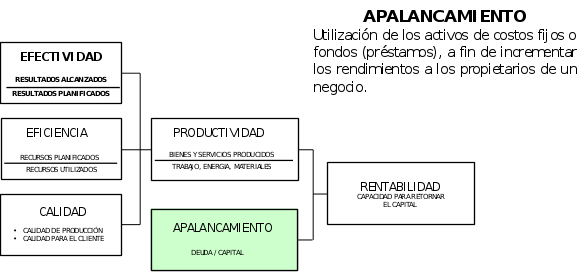 APALANCAMIENTO
Utilización de los activos de costos fijos o
fondos (préstamos), a fin de incrementar
los rendimientos a los propietarios de un
negocio.
EFECTIVIDAD
RESULTADOS ALCANZADOS
RESULTADOS PLANIFICADOS
EFICIENCIA
RECURSOS PLANIFICADOS
RECURSOS UTILIZADOS
CALIDAD
• CALIDAD DE PRODUCCIÓN
• CALIDAD PARA EL CLIENTE
PRODUCTIVIDAD
BIENES Y SERVICIOS PRODUCIDOS
TRABAJO, ENERGIA, MATERIALES
APALANCAMIENTO
DEUDA / CAPITAL
RENTABILIDAD
CAPACIDAD PARA RETORNAR
EL CAPITAL